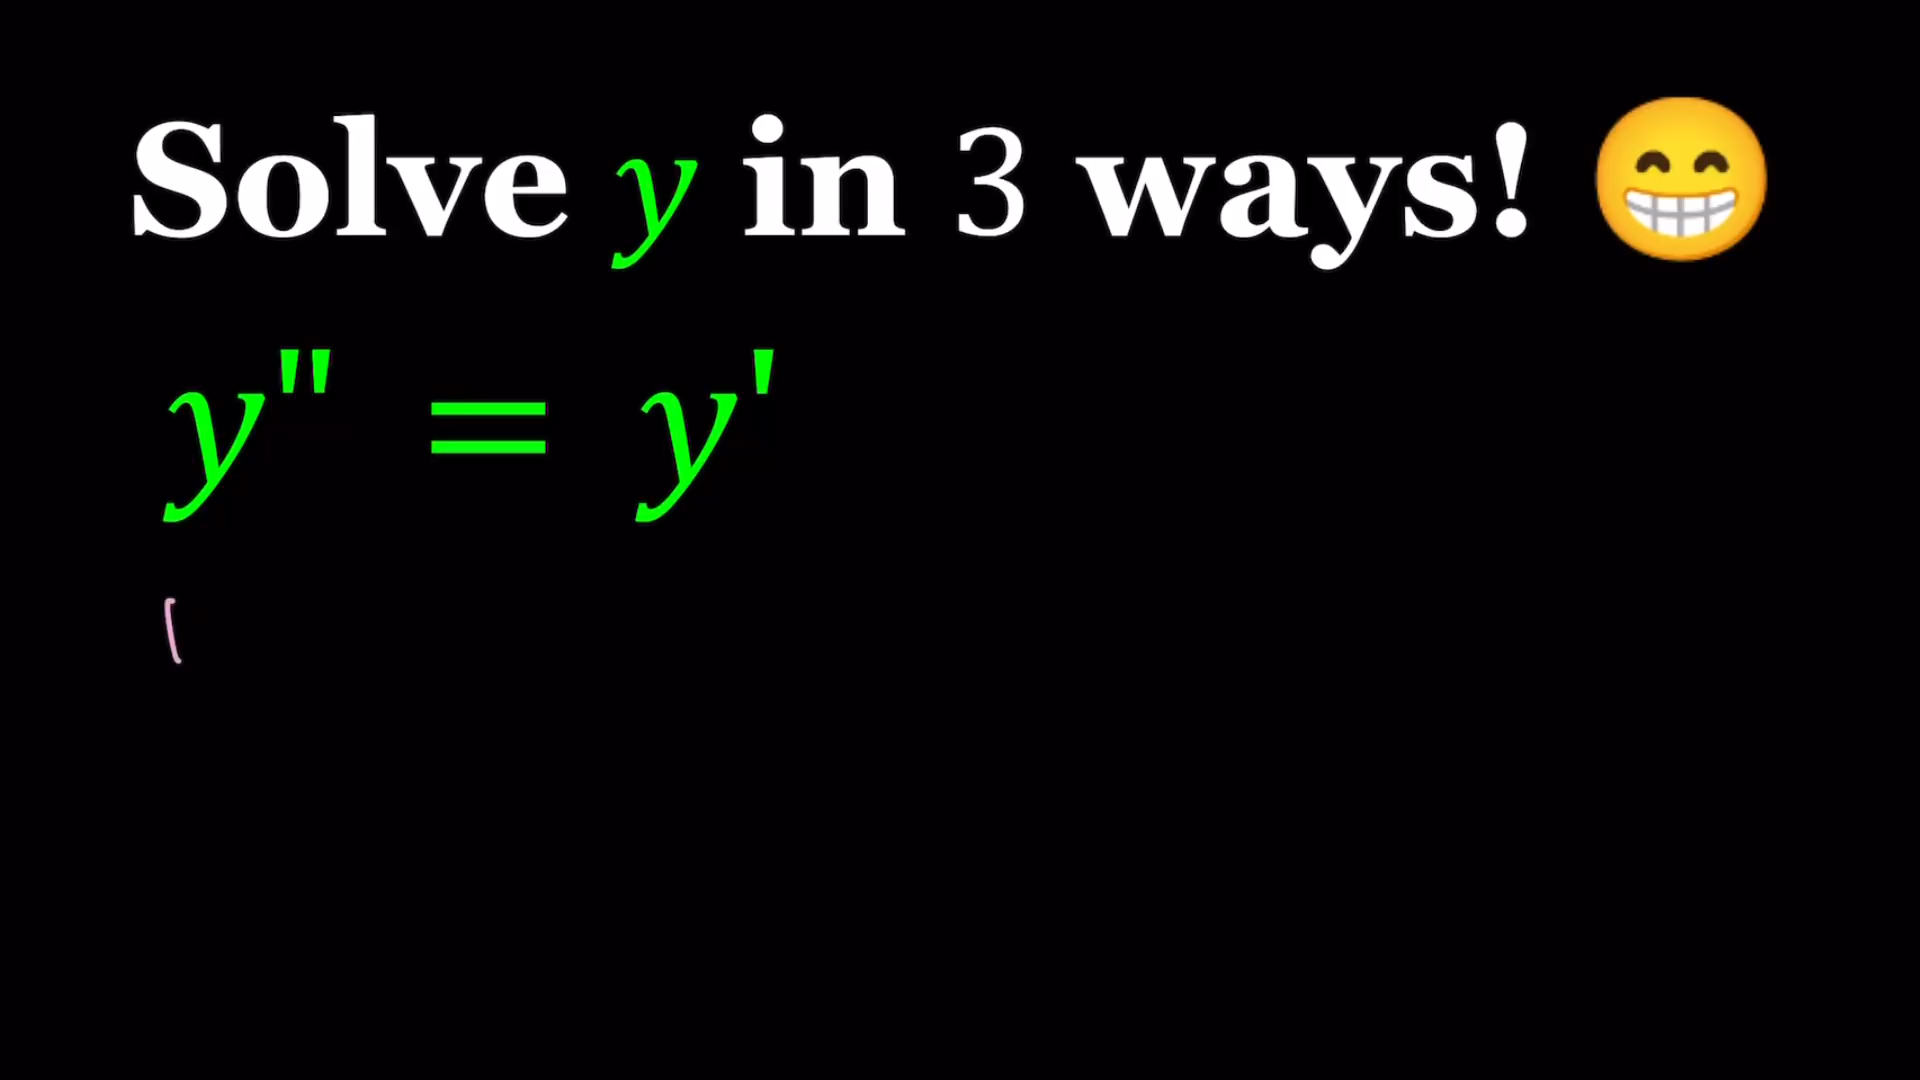 Solve y in 3 ways! 😁
y" = y'